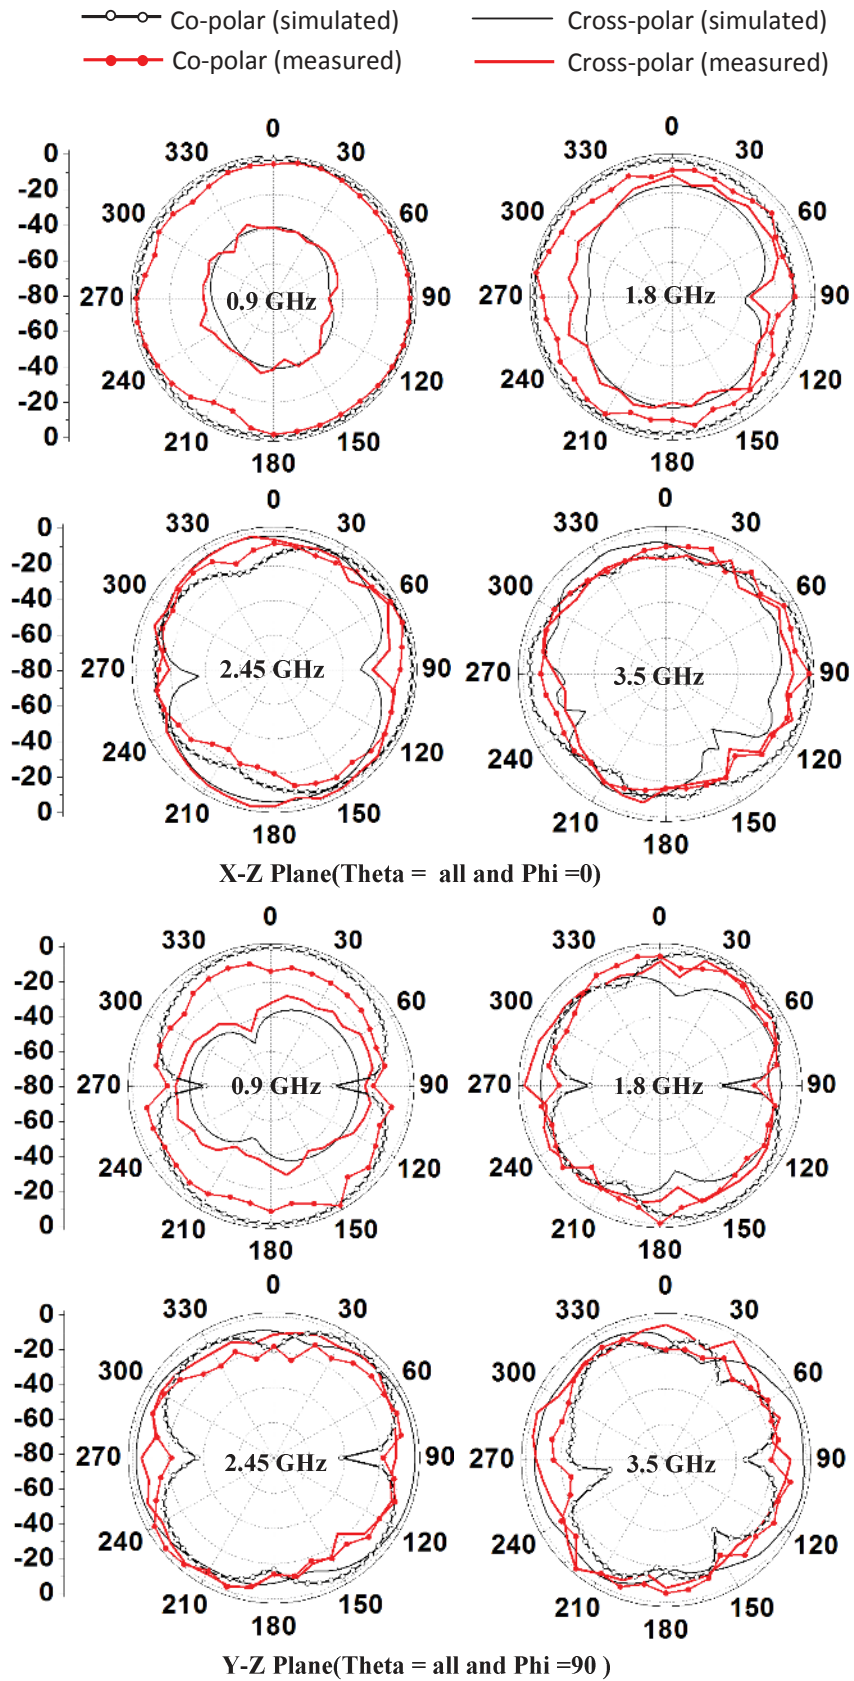 Co-polar (simulated) Cross-polar (simulated)
Co-polar (measured) Cross-polar (measured)
0 0
330 30 330 30
0
-20
-40
-60
-80
-60
-40
-20
0
300 60 300 60
270 0.9 GHz 90 270 1.8 GHz 90
240 120 240 120
210 150 210 150
180 180
0 0
330 30 330 30
0
-20
-40
-60
-80
-60
-40
-20
0
300 60 300 60
270 2.45 GHz 90 270 3.5 GHz 90
240 120 240 120
210 150 210 150
180 180
X-Z Plane(Theta = all and Phi =0)
0 0
330 30 330 30
0
-20
-40
-60
-80
-60
-40
-20
0
300 60 300 60
270 0.9 GHz 90 270 1.8 GHz 90
240 120 240 120
210 150 210 150
180 180
0 0
330 30 330 30
0
-20
-40
-60
-80
-60
-40
-20
0
300 60 300 60
270 2.45 GHz 90 270 3.5 GHz 90
240 120 240 120
210 150 210 150
180 180
Y-Z Plane(Theta = all and Phi =90 )